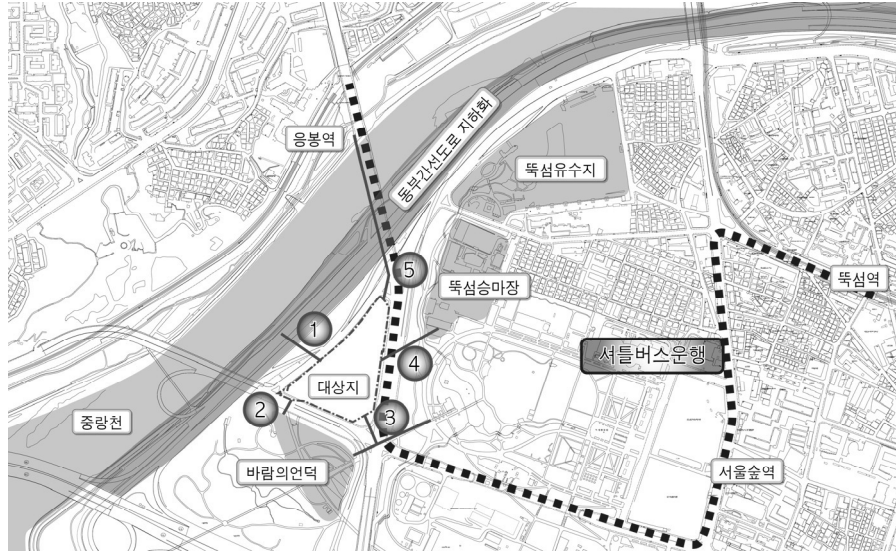 응봉역
동부간선도로 지하화
뚝섬유수지
뚝섬역
뚝섬승마장
5
1
셔틀버스운행
4
대상지
2
3
중랑천
바람의언덕
서울숲역